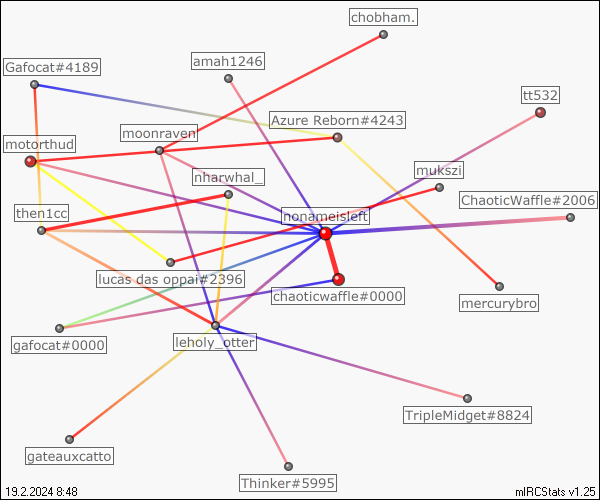 chobham.
amah1246
Gafocat#4189
tt532
Azure Reborn#4243
moonraven
motorthud
mukszi
nharwhal_
ChaoticWaffle#2006
then1cc
nonameisleft
lucas das oppai#2396
chaoticwaffle#0000
mercurybro
gafocat#0000
leholy_otter
TripleMidget#8824
gateauxcatto
Thinker#5995
19.2.2024 8:48
mIRCStats v1.25